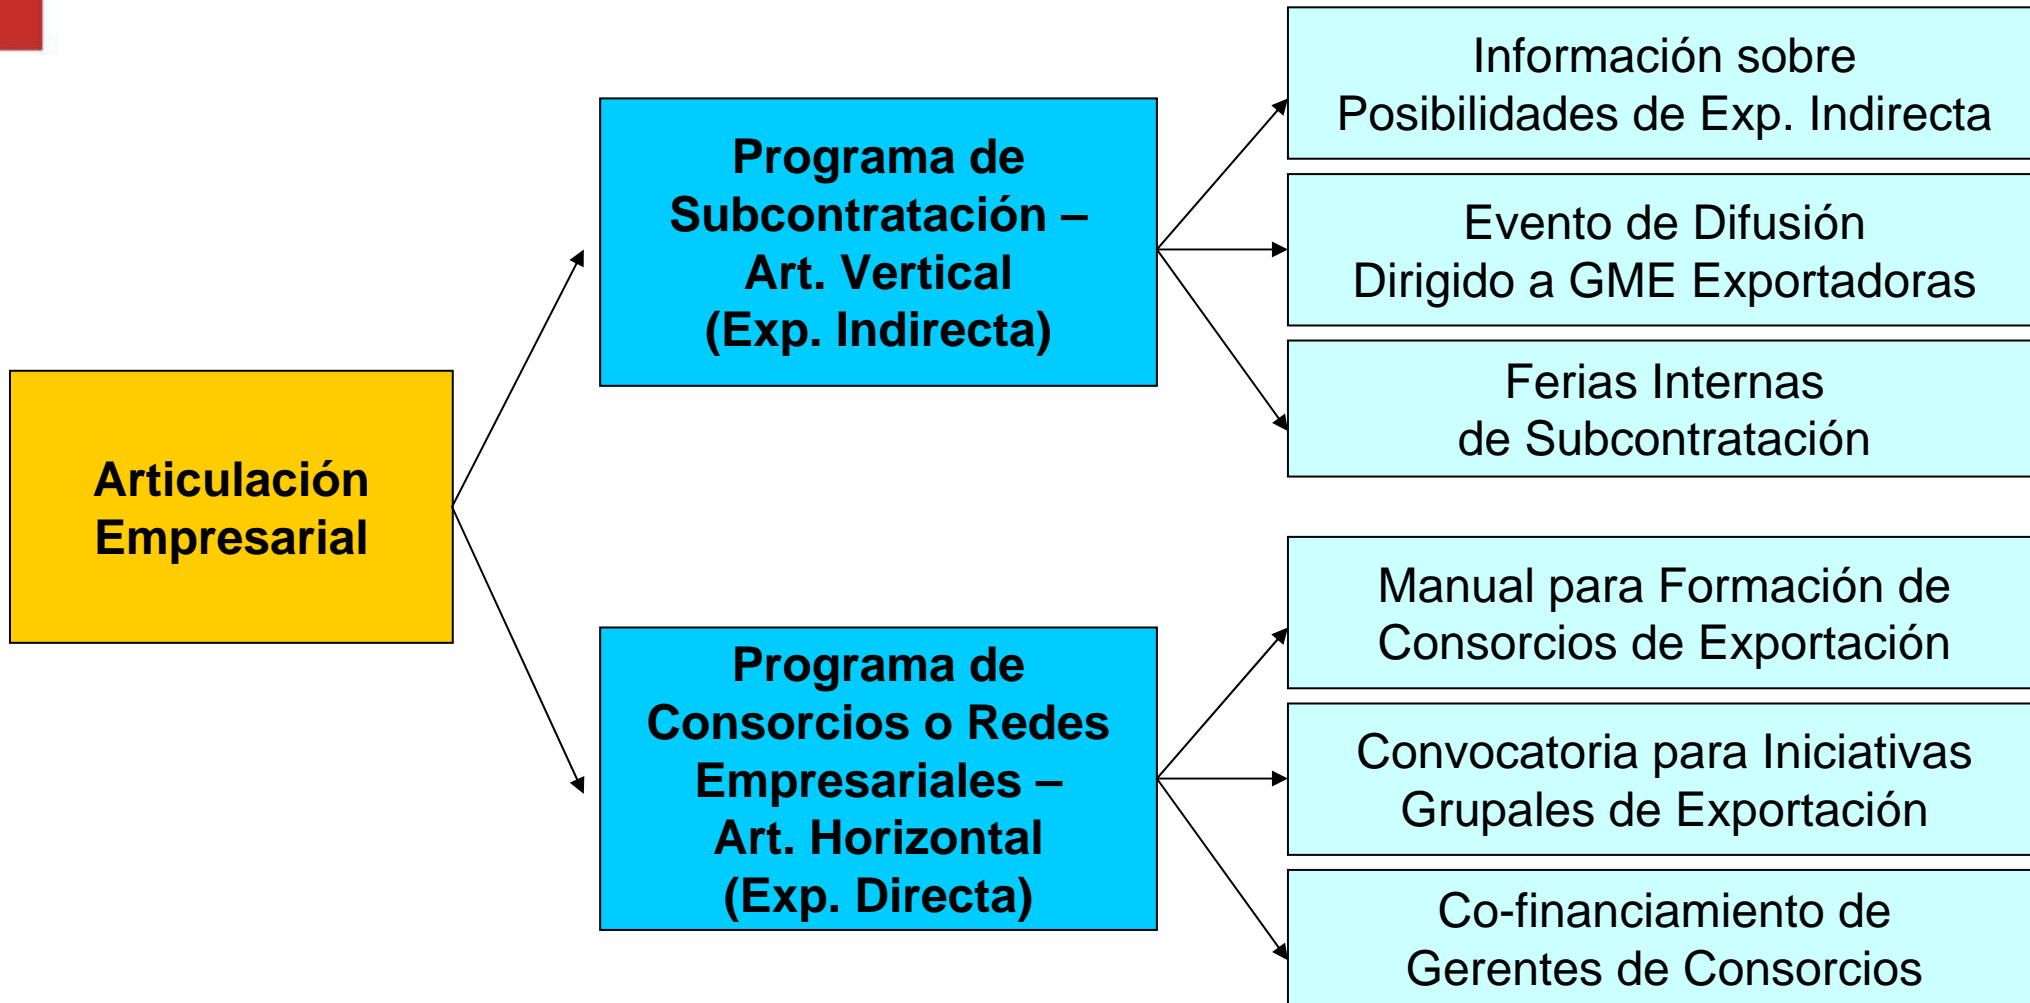 Articulación
Empresarial
Programa de
Subcontratación –
Art. Vertical
(Exp. Indirecta)
Información sobre
Posibilidades de Exp. Indirecta
Evento de Difusión
Dirigido a GME Exportadoras
Ferias Internas
de Subcontratación
Programa de
Consorcios o Redes
Empresariales –
Art. Horizontal
(Exp. Directa)
Manual para Formación de
Consorcios de Exportación
Convocatoria para Iniciativas
Grupales de Exportación
Co-financiamiento de
Gerentes de Consorcios